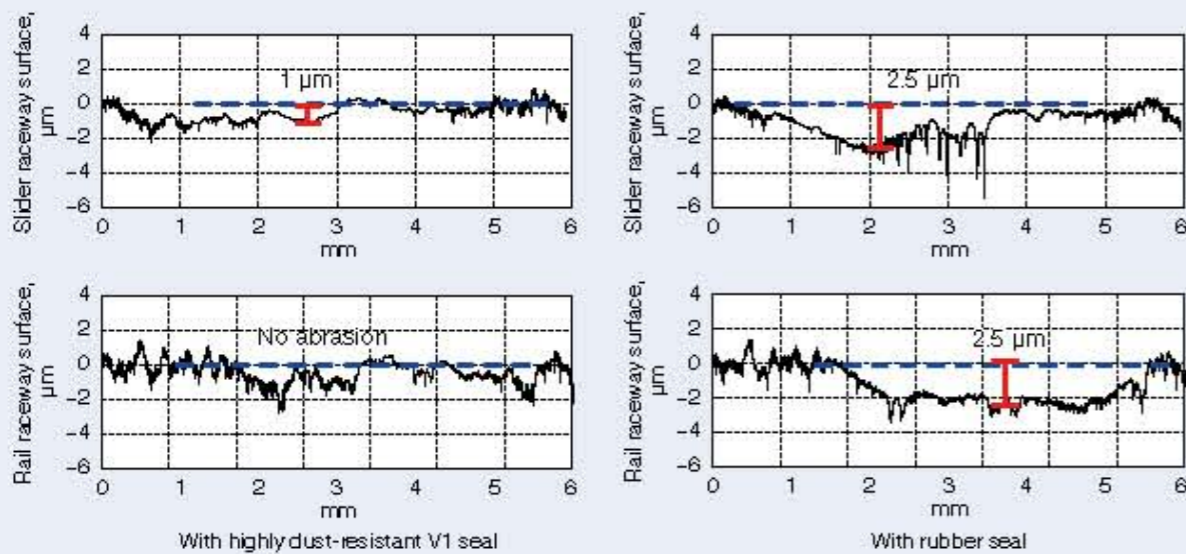 Slider raceway surface,
µm
4
2
0
−2
−4
−6
1 µm
0 1 2 3 4 5 6
mm
Slider raceway surface,
µm
4
2
0
−2
−4
−6
2.5 µm
0 1 2 3 4 5 6
mm
Rail raceway surface,
µm
4
2
0
−2
−4
−6
No abrasion
0 1 2 3 4 5 6
mm
With highly dust-resistant V1 seal
Rail raceway surface,
µm
4
2
0
−2
−4
−6
2.5 µm
0 1 2 3 4 5 6
mm
With rubber seal